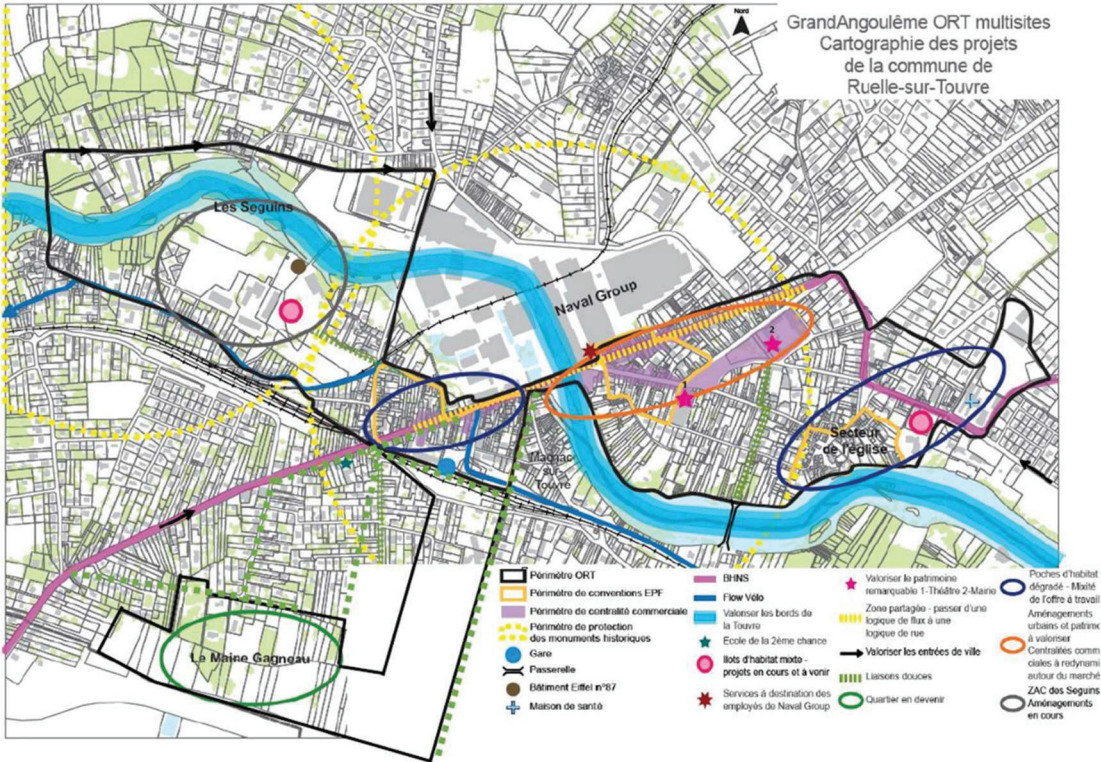 Nord
GrandAngoulême ORT multisites
Cartographie des projets
de la commune de
Ruelle-sur-Touvre
Les Seguins
Naval Group
2
1
Secteur
de l'église
Magnac-
sur-
Touvre
Le Maine Gagneau
Périmètre ORT
Périmètre de conventions EPF
Périmètre de centralité commerciale
Périmètre de protection
des monuments historiques
Gare
Passerelle
Bâtiment Eiffel n°87
Maison de santé
BHNS
Flow Vélo
Valoriser les bords de
la Touvre
Ecole de la 2ème chance
Ilots d'habitat mixte -
projets en cours et à venir
Services à destination des
employés de Naval Group
Valoriser le patrimoine
remarquable 1-Théâtre 2-Mairie
Zone partagée - passer d'une
logique de flux à une
logique de rue
Valoriser les entrées de ville
Liaisons douces
Quartier en devenir
Poches d'habitat
dégradé - Mixité
de l'offre à travail
Aménagements
urbains et patrimo
à valoriser
Centralités comm
ciales à redynami
autour du marché
ZAC des Seguins
Aménagements
en cours